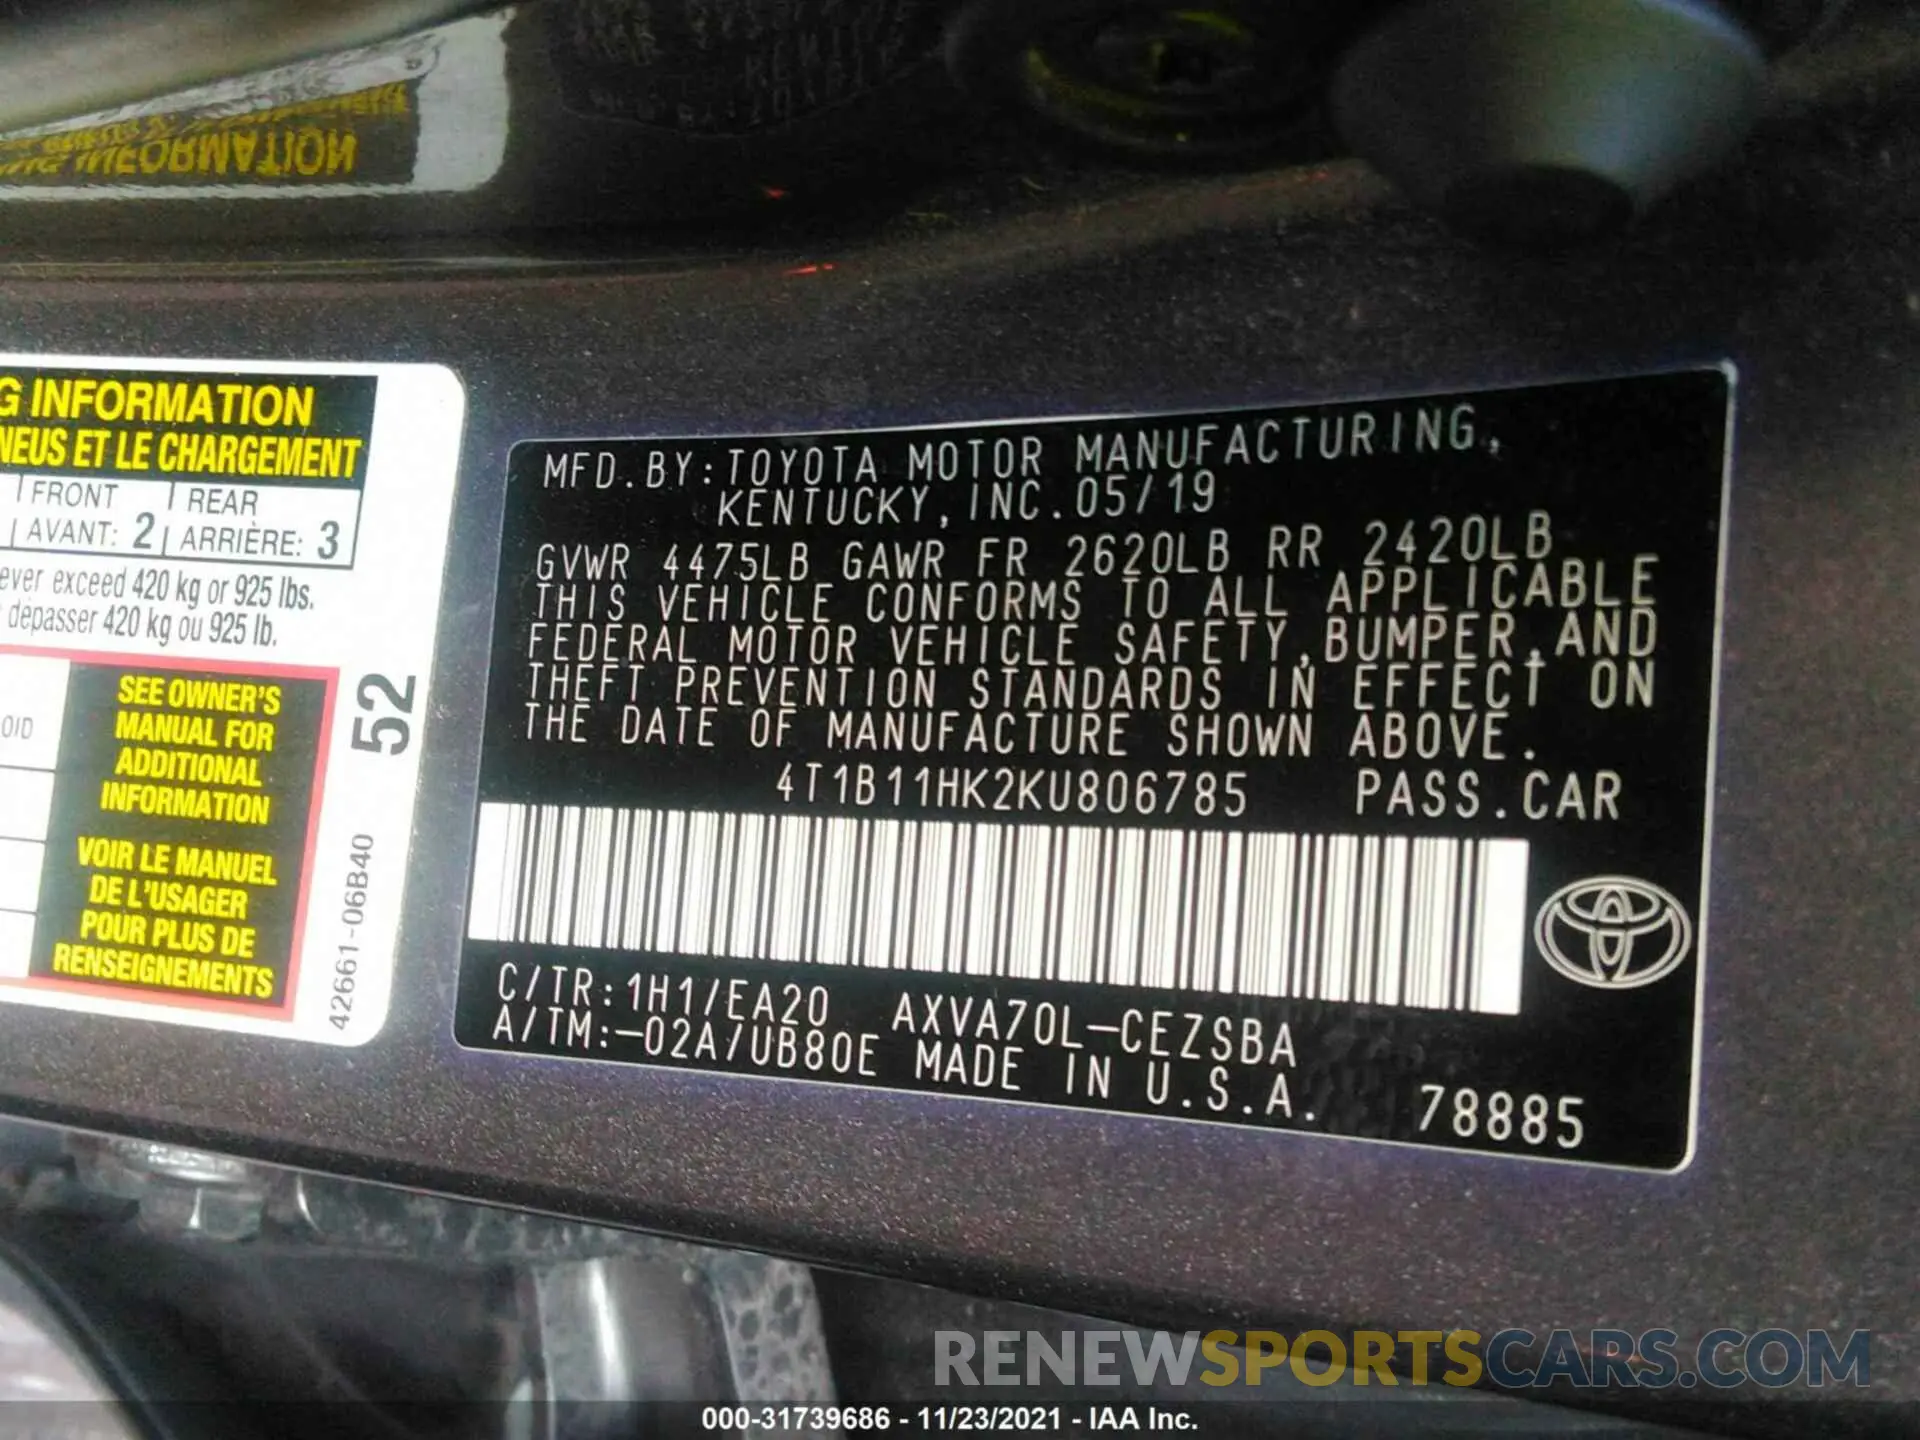 G INFORMATION
NEUS ET LE CHARGEMENT
FRONT REAR
AVANT: 2 ARRIÈRE: 3
ever exceed 420 kg or 925 lbs.
dépasser 420 kg ou 925 lb.
OID
SEE OWNER'S
MANUAL FOR
ADDITIONAL
INFORMATION
VOIR LE MANUEL
DE L'USAGER
POUR PLUS DE
RENSEIGNEMENTS
52
42661-06B40
MFD.BY:TOYOTA MOTOR MANUFACTURING,
KENTUCKY,INC.05/19
GVWR 4475LB GAWR FR 2620LB RR 2420LB
THIS VEHICLE CONFORMS TO ALL APPLICABLE
FEDERAL MOTOR VEHICLE SAFETY,BUMPER,AND
THEFT PREVENTION STANDARDS IN EFFECT ON
THE DATE OF MANUFACTURE SHOWN ABOVE.
4T1B11HK2KU806785 PASS.CAR
C/TR:1H1/EA20 AXVA70L-CEZSBA
A/TM:-02A/UB80E MADE IN U.S.A.
78885
RENEWSPORTSCARS.COM
000-31739686 - 11/23/2021 - IAA Inc.